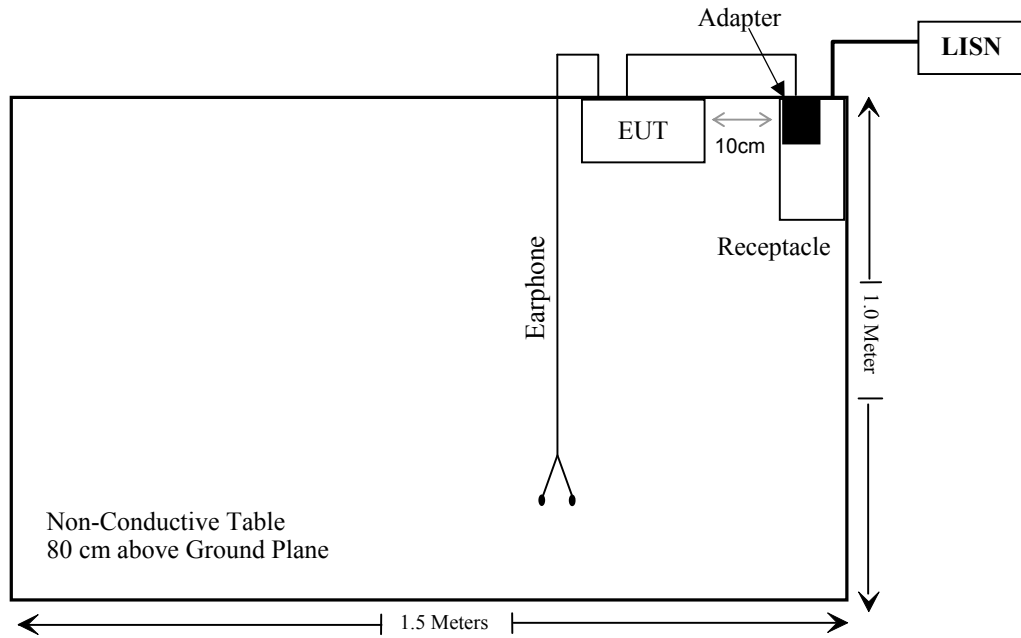 Adapter
LISN
EUT
10cm
Receptacle
Earphone
1.0 Meter
Non-Conductive Table
80 cm above Ground Plane
1.5 Meters